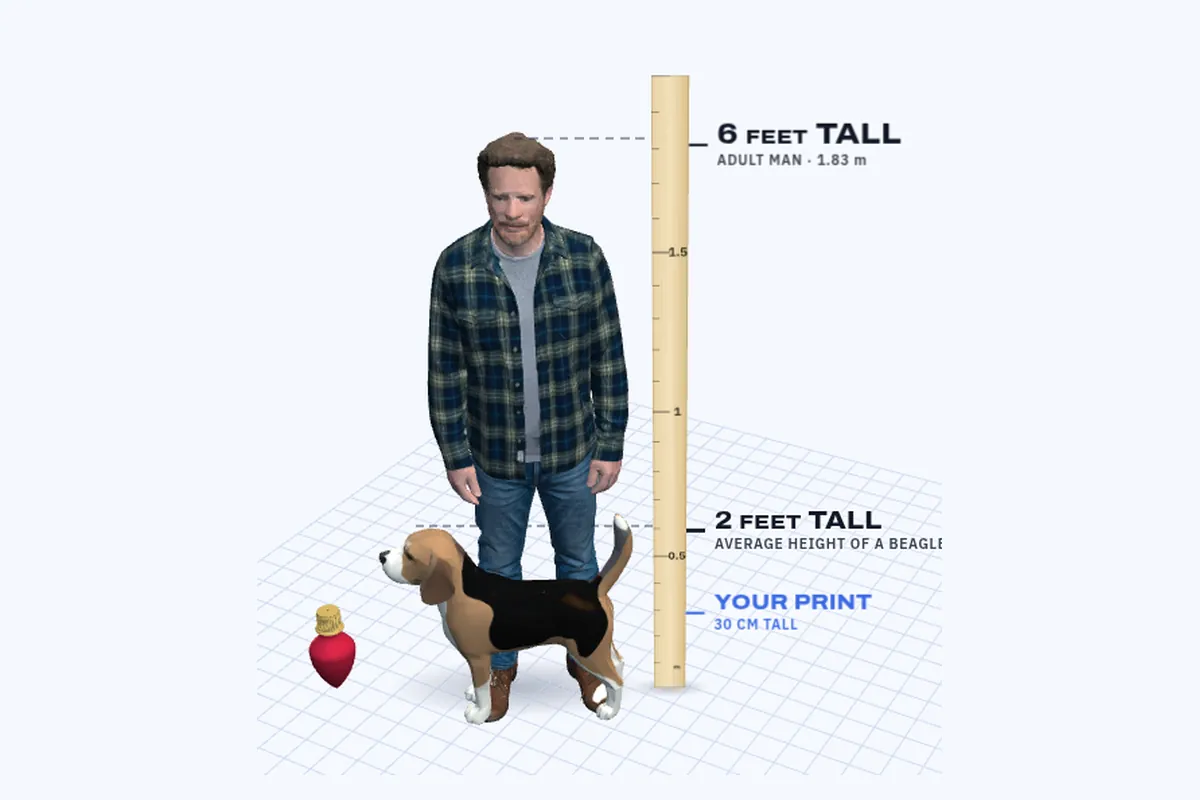 6 FEET TALL
ADULT MAN · 1.83 m
1.5
1
2 FEET TALL
AVERAGE HEIGHT OF A BEAGLE
0.5
YOUR PRINT
30 CM TALL